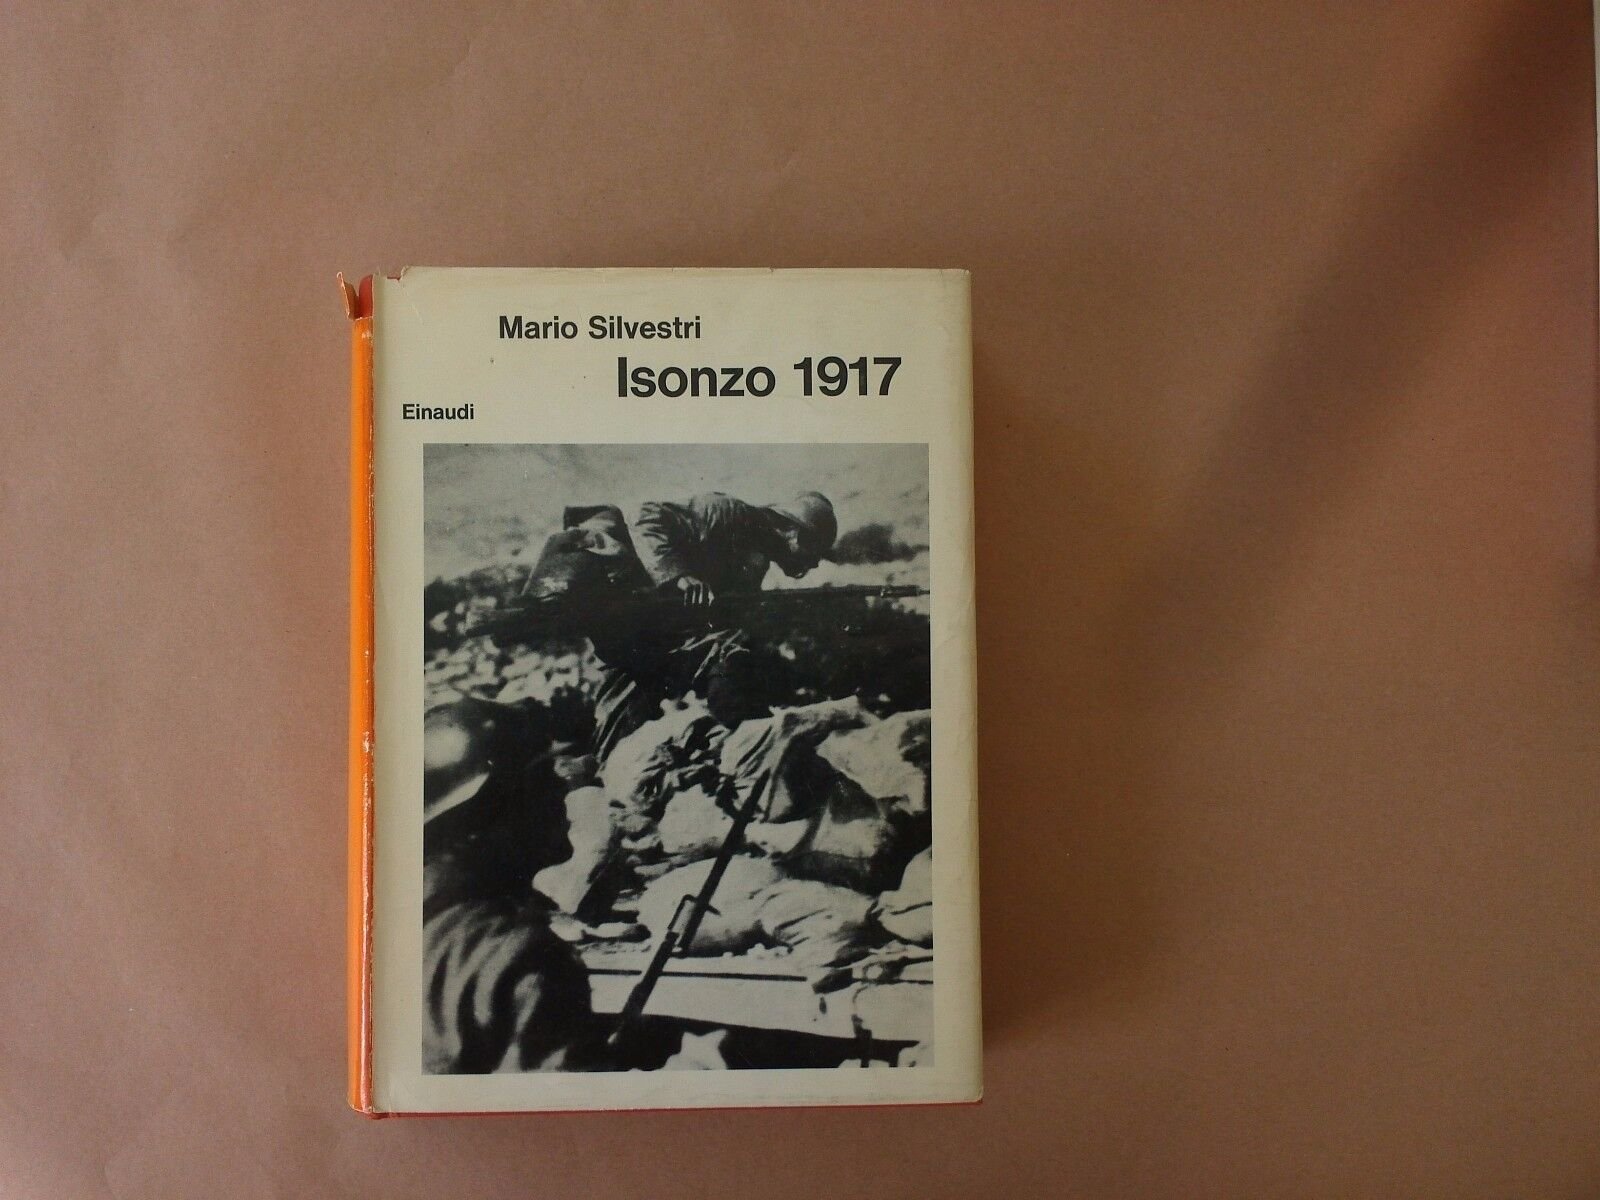 Mario Silvestri
Isonzo 1917
Einaudi